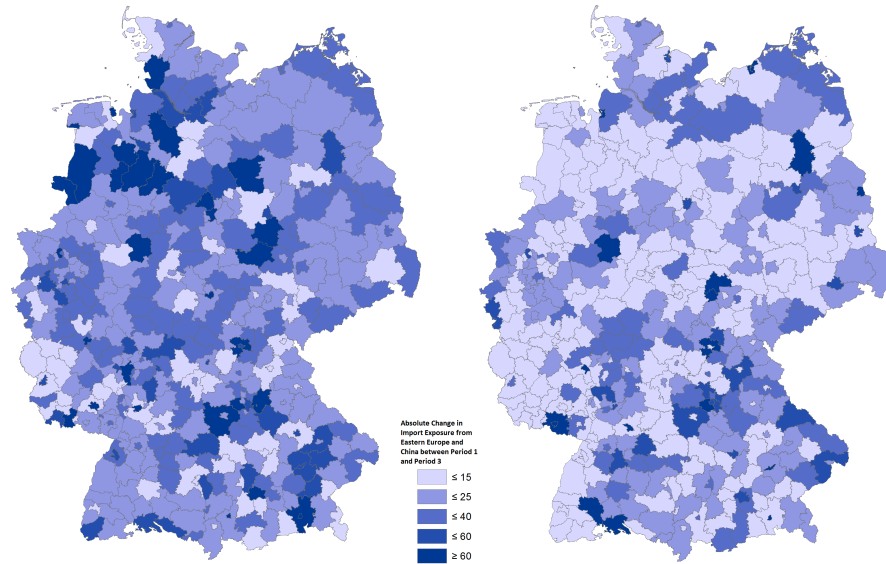 Absolute Change in
Import Exposure from
Eastern Europe and
China between Period 1
and Period 3
≤ 15
≤ 25
≤ 40
≤ 60
≥ 60